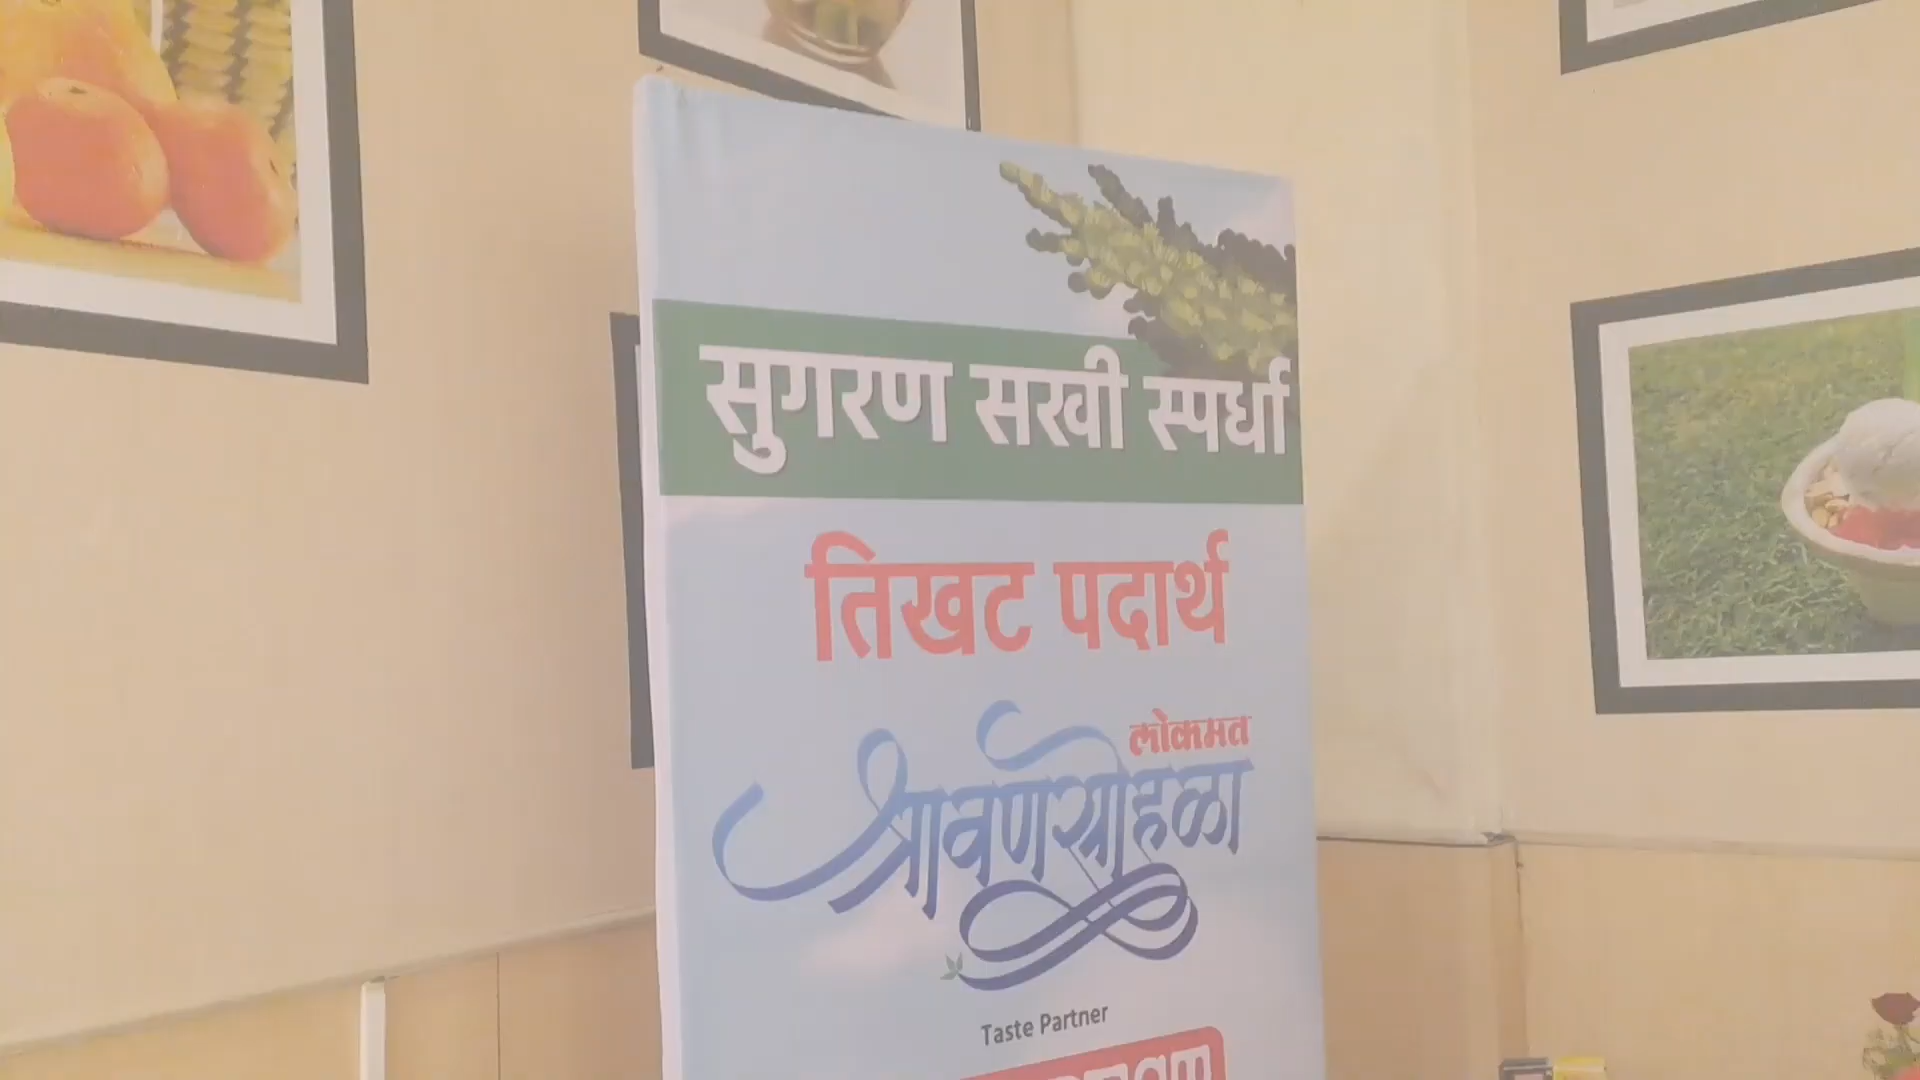 सुगरण सखी स्पर्धा
तिखट पदार्थ
लोकमत
श्रावणसोहळा
Taste Partner